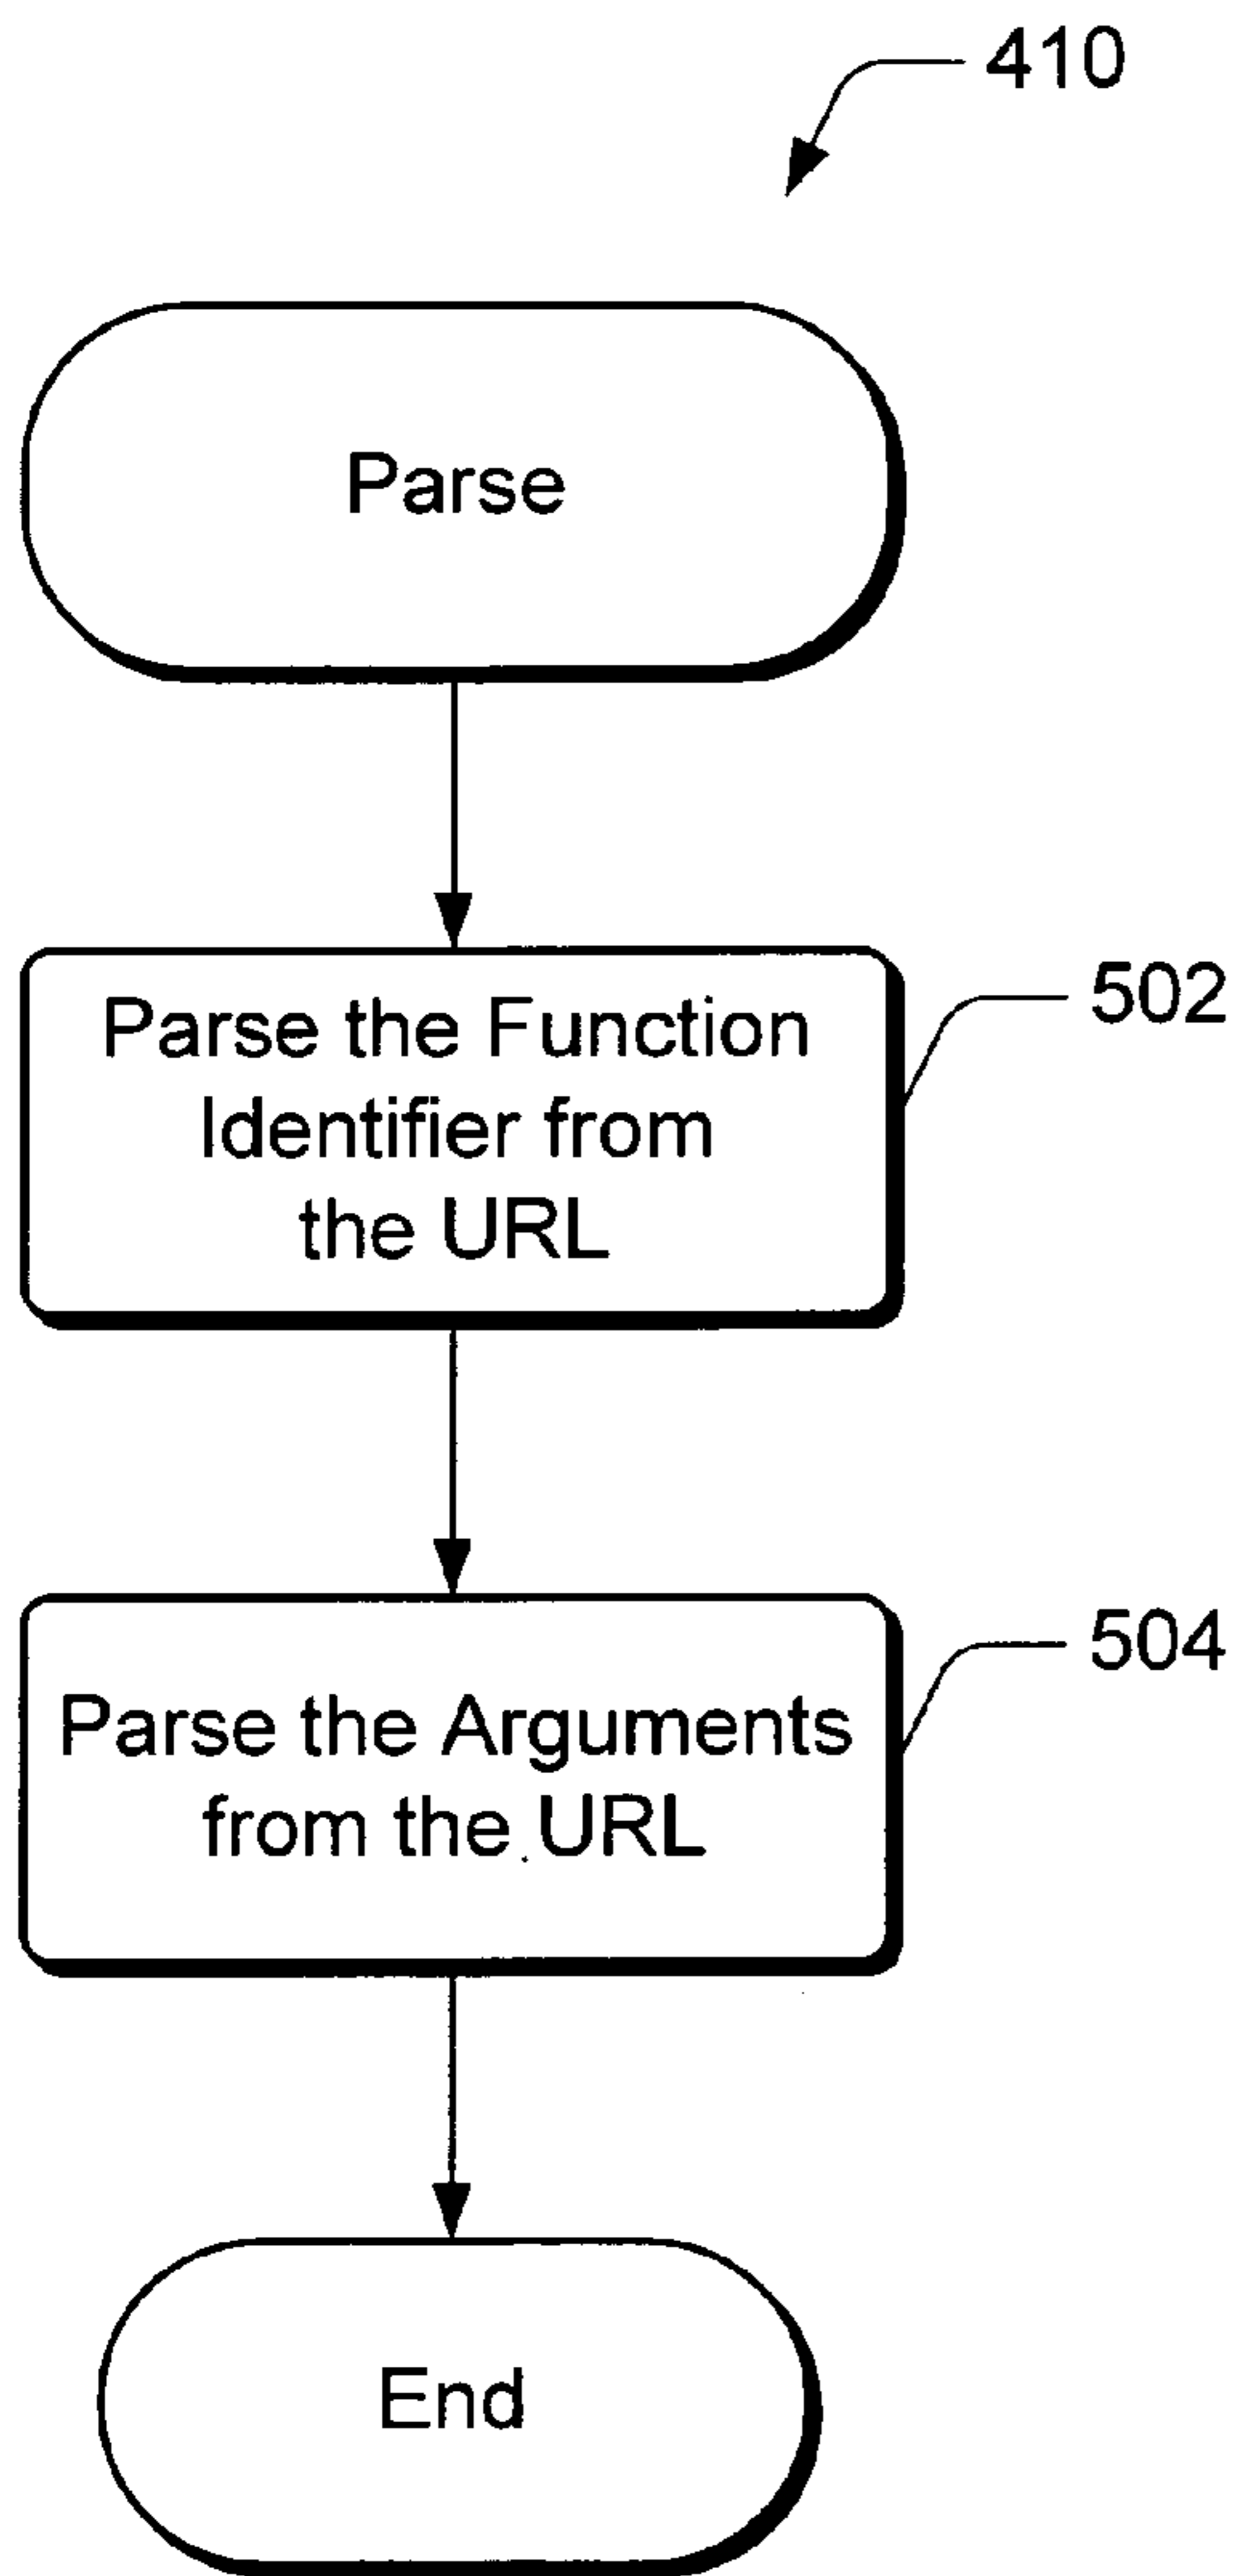 410
Parse
Parse the Function
Identifier from
the URL
502
Parse the Arguments
from the URL
504
End